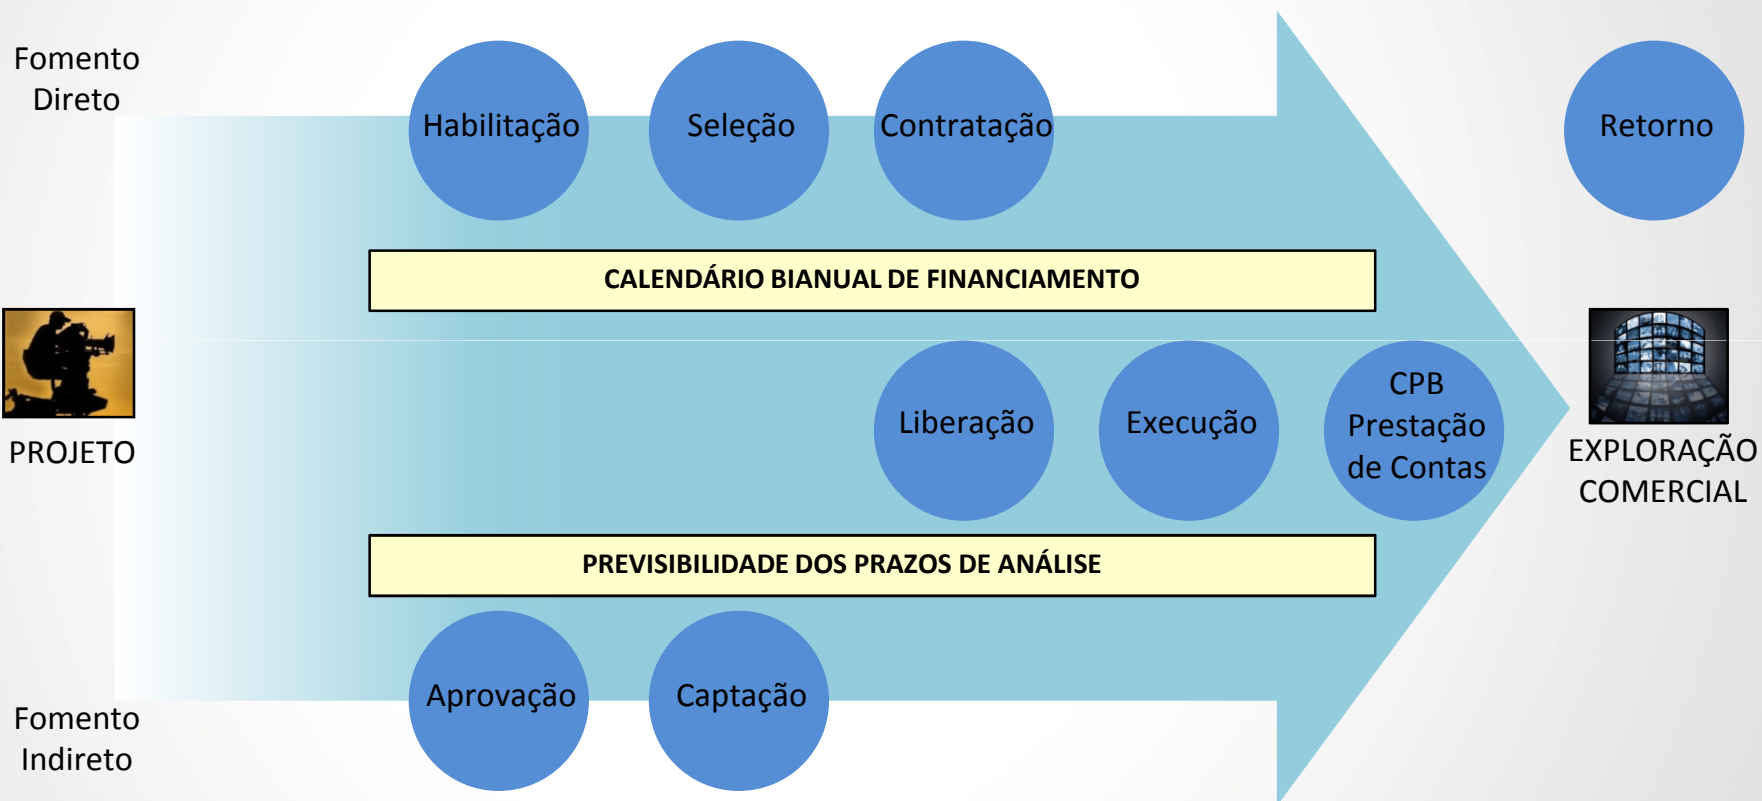 Fomento
Direto
Habilitação
Seleção
Contratação
Retorno
CALENDÁRIO BIANUAL DE FINANCIAMENTO
PROJETO
Liberação
Execução
CPB
Prestação
de Contas
EXPLORAÇÃO
COMERCIAL
PREVISIBILIDADE DOS PRAZOS DE ANÁLISE
Aprovação
Captação
Fomento
Indireto